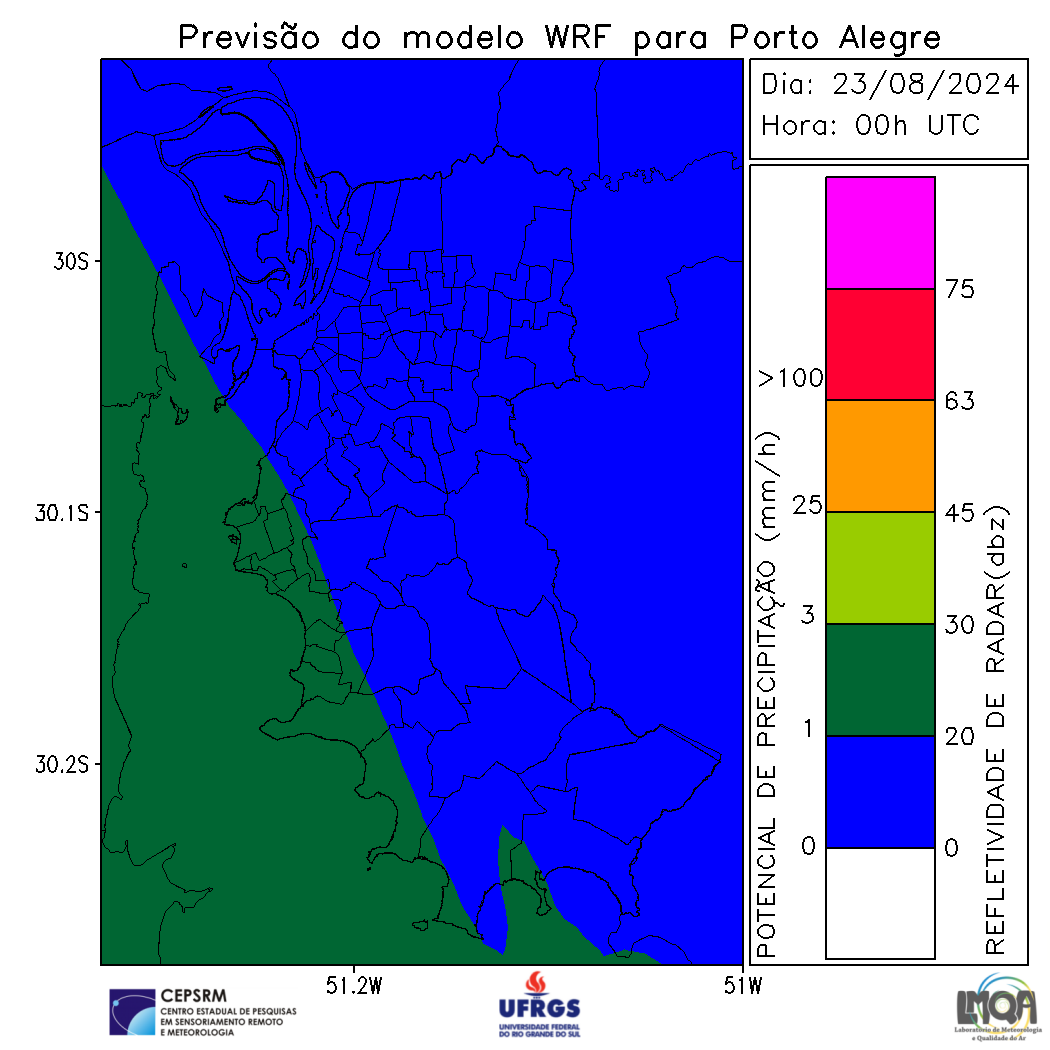 Previsão do modelo WRF para Porto Alegre
Dia: 23/08/2024
Hora: 00h UTC
30S
30.1S
30.2S
51.2W
51W
POTENCIAL DE PRECIPITAÇÃO (mm/h)
>100
25
3
1
0
75
63
45
30
20
0
REFLETIVIDADE DE RADAR(dbz)
CEPSRM
CENTRO ESTADUAL DE PESQUISAS
EM SENSORIAMENTO REMOTO
E METEOROLOGIA
UFRGS
UNIVERSIDADE FEDERAL
DO RIO GRANDE DO SUL
LMQA
Laboratório de Meteorologia
e Qualidade do Ar